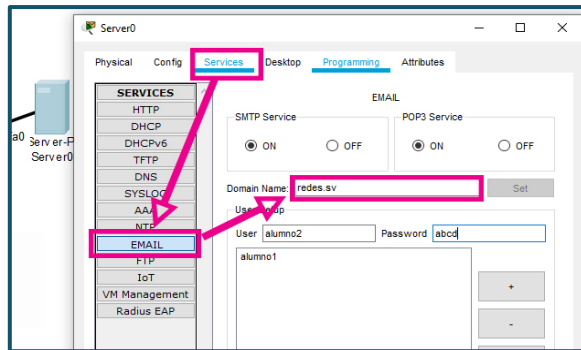 Server0
Physical Config Services Desktop Programming Attributes
SERVICES
HTTP
DHCP
DHCPv6
TFTP
DNS
SYSLOG
AAA
NTP
EMAIL
FTP
IoT
VM Management
Radius EAP
EMAIL
SMTP Service
ON OFF
POP3 Service
ON OFF
Domain Name: redes.sv Set
User Setup
User alumno2 Password abcd
alumno1
+
-
a0 Server-P
Server0